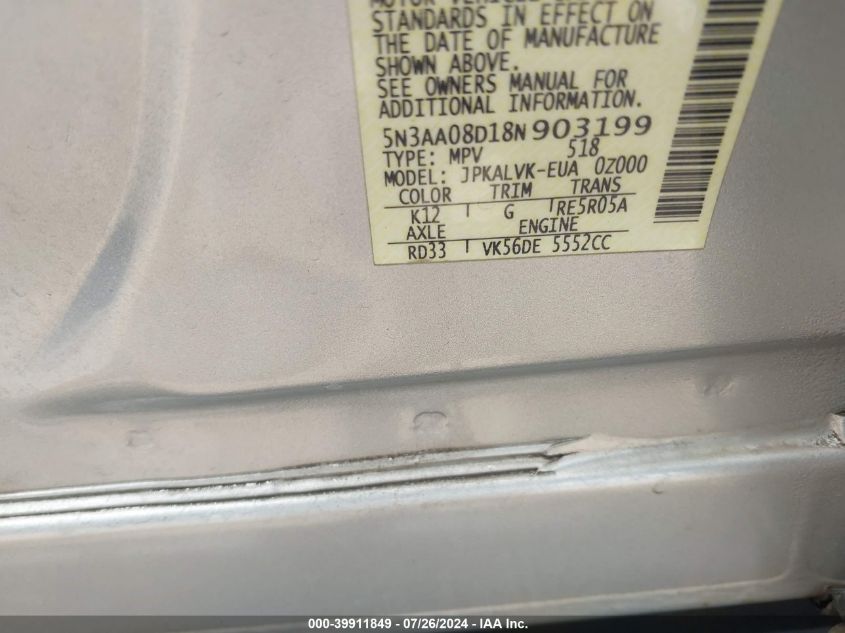 MOTOR VEHICLE
STANDARDS IN EFFECT ON
THE DATE OF MANUFACTURE
SHOWN ABOVE.
SEE OWNERS MANUAL FOR
ADDITIONAL INFORMATION.
5N3AA08D18N903199
TYPE: MPV 518
MODEL: JPKALVK-EUA 0Z000
COLOR TRIM TRANS
K12 G RE5R05A
AXLE ENGINE
RD33 VK56DE 5552CC
000-39911849 / 07/26/2024 - IAA Inc.